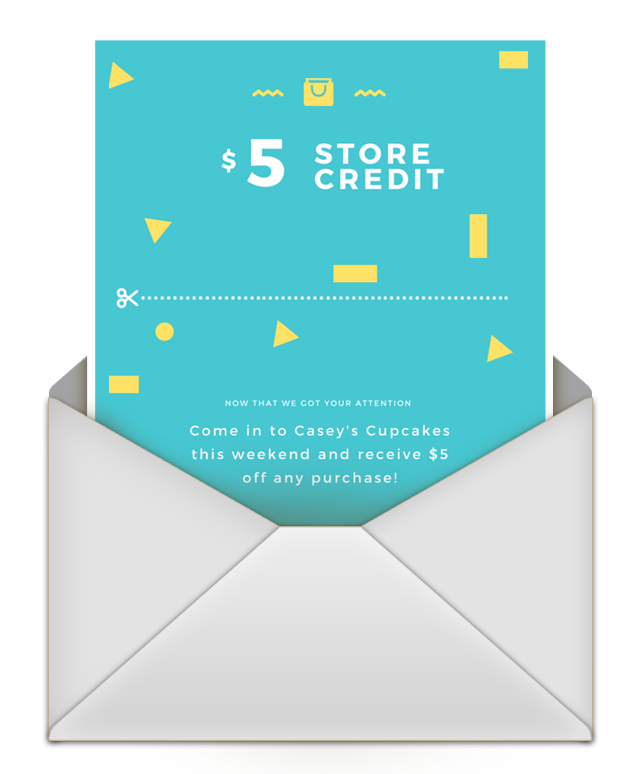 $5 STORE
CREDIT
NOW THAT WE GOT YOUR ATTENTION
Come in to Casey's Cupcakes
this weekend and receive $5
off any purchase!